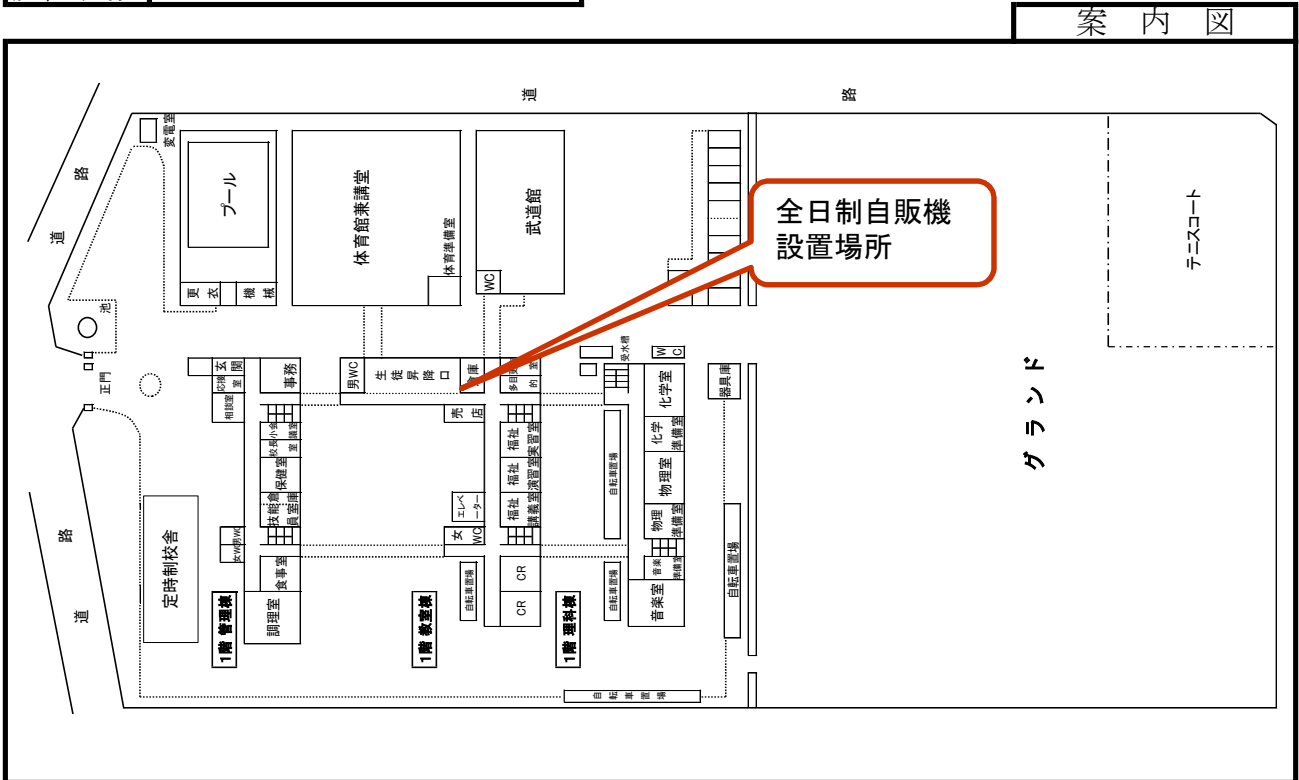 案内図
道
路
道
路
変電室
プール
更衣
機械
体育館兼講堂
体育準備室
武道館
WC
全日制自販機
設置場所
テニスコート
池
正門
玄関
応接室
相談室
事務
男WC
生徒昇降口
倉庫
売店
受水槽
WC
化学室
器具庫
グランド
校長室
小会議室
保健室
倉庫
技能員室
福祉実習室
福祉演習室
福祉講義室
自転車置場
化学準備室
物理室
物理準備室
エレベーター
女WC
女WC
男WC
食事室
調理室
定時制校舎
道
路
CR
CR
自転車置場
自転車置場
音楽準備室
音楽室
自転車置場
1階 管理棟
1階 教室棟
1階 理科棟
自転車置場